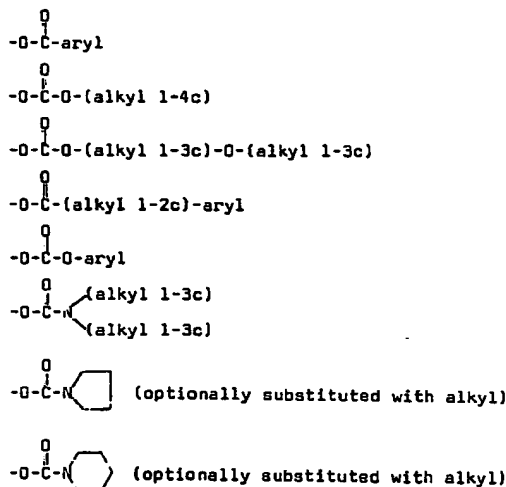 O
-O-C-aryl
O
-O-C-O-(alkyl 1-4c)
O
-O-C-O-(alkyl 1-3c)-O-(alkyl 1-3c)
O
-O-C-(alkyl 1-2c)-aryl
O
-O-C-O-aryl
O
(alkyl 1-3c)
-O-C-N
(alkyl 1-3c)
O
-O-C-N (optionally substituted with alkyl)
O
-O-C-N (optionally substituted with alkyl)